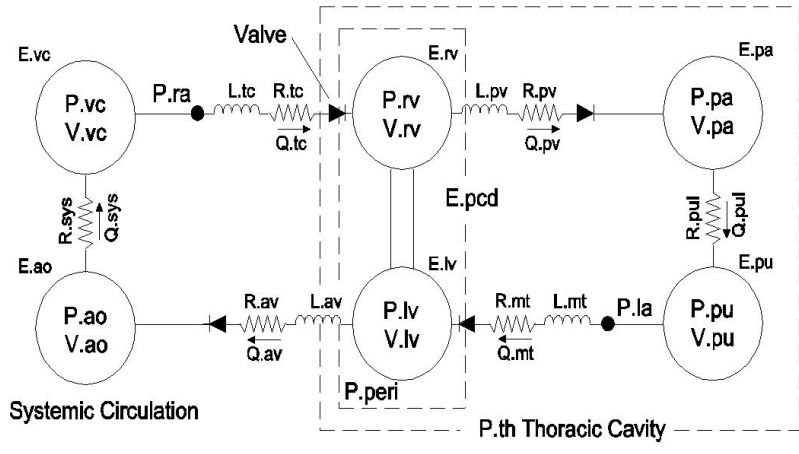 Valve
E.vc
E.rv
E.pa
P.vc
V.vc
P.ra
L.tc
R.tc
Q.tc
P.rv
V.rv
L.pv
R.pv
Q.pv
P.pa
V.pa
R.sys
Q.sys
E.pcd
R.pul
Q.pul
E.ao
E.lv
E.pu
P.ao
V.ao
R.av
Q.av
L.av
P.lv
V.lv
R.mt
Q.mt
L.mt
P.la
P.pu
V.pu
P.peri
Systemic Circulation
P.th Thoracic Cavity